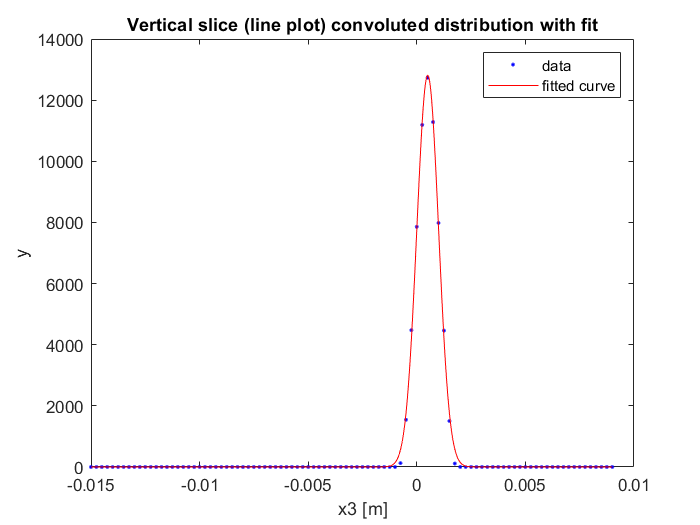 Vertical slice (line plot) convoluted distribution with fit
14000
12000
10000
8000
6000
4000
2000
0
y
data
fitted curve
-0.015
-0.01
-0.005
0
0.005
0.01
x3 [m]